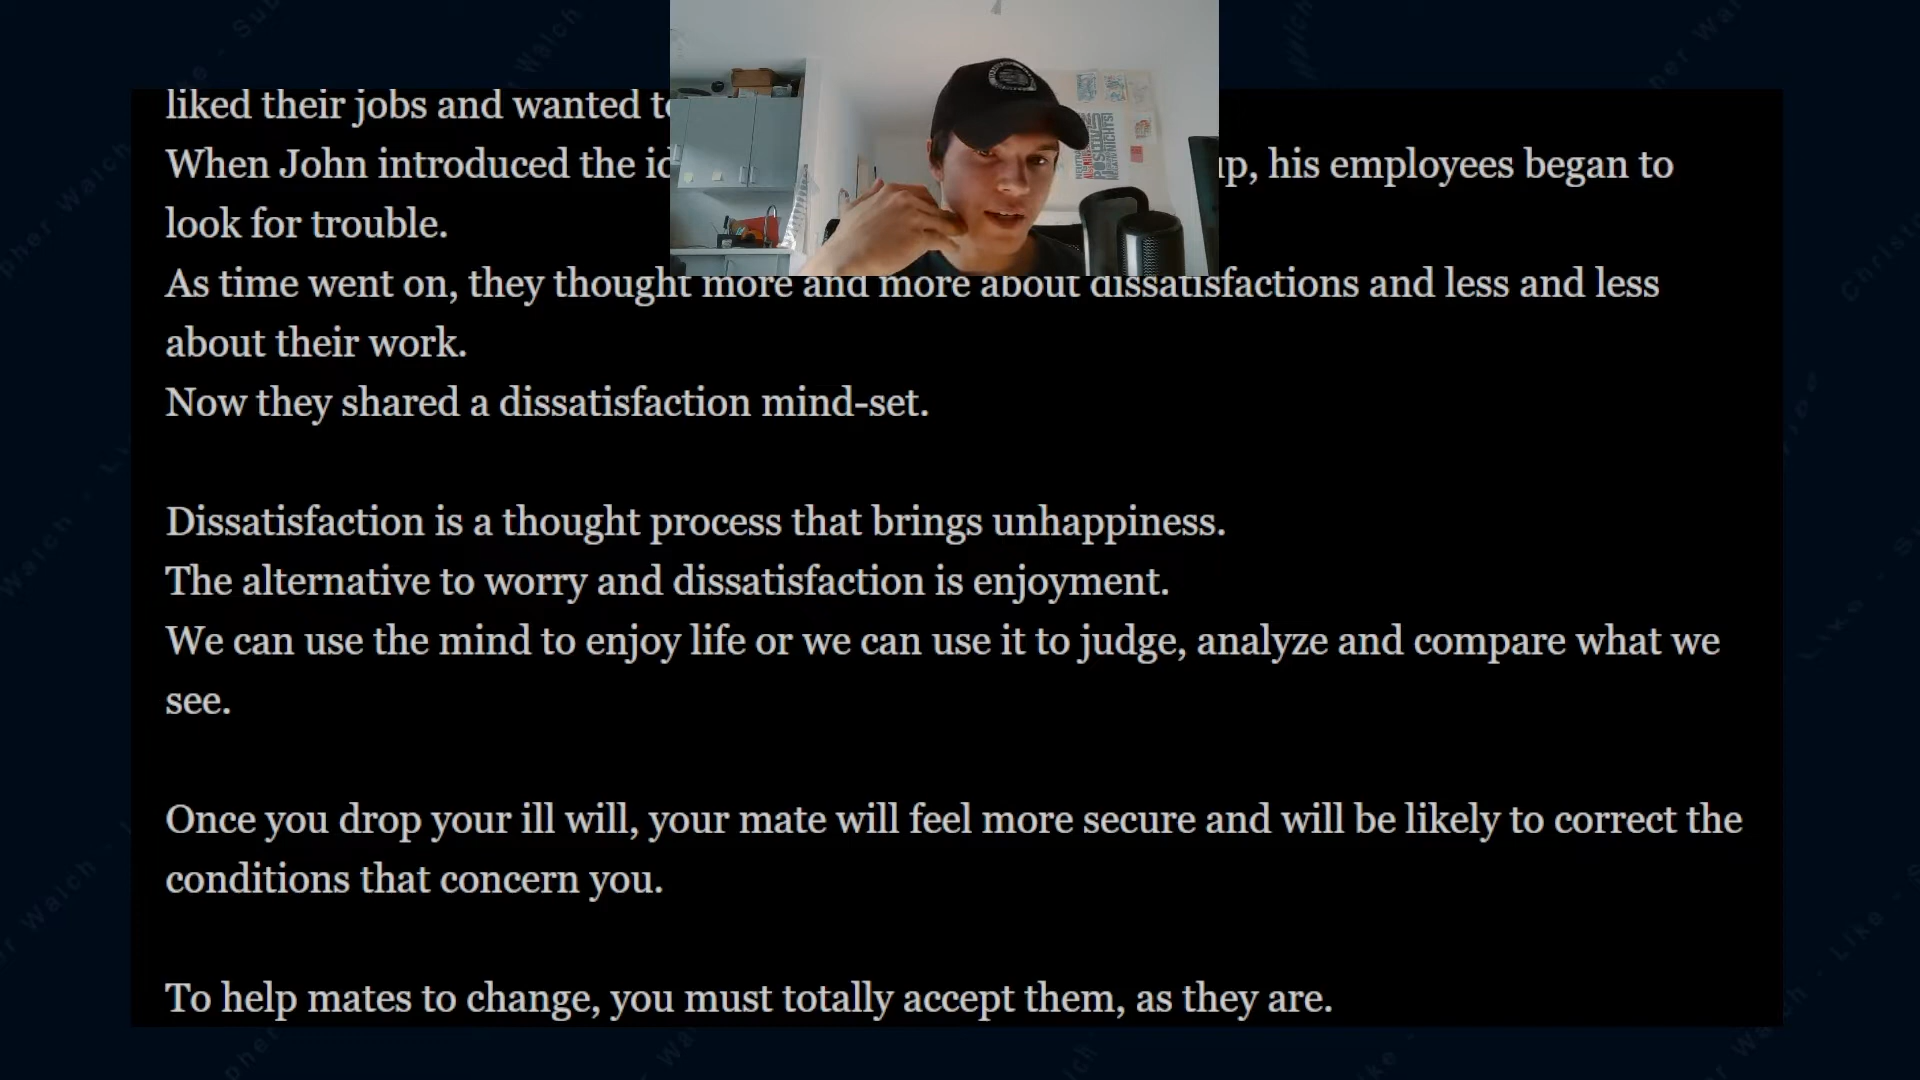 liked their jobs and wanted
When John introduced the up, his employees began to
look for trouble.
As time went on, they thought more and more about dissatisfactions and less and less
about their work.
Now they shared a dissatisfaction mind-set.
Dissatisfaction is a thought process that brings unhappiness.
The alternative to worry and dissatisfaction is enjoyment.
We can use the mind to enjoy life or we can use it to judge, analyze and compare what we
see.
Once you drop your ill will, your mate will feel more secure and will be likely to correct the
conditions that concern you.
To help mates to change, you must totally accept them, as they are.